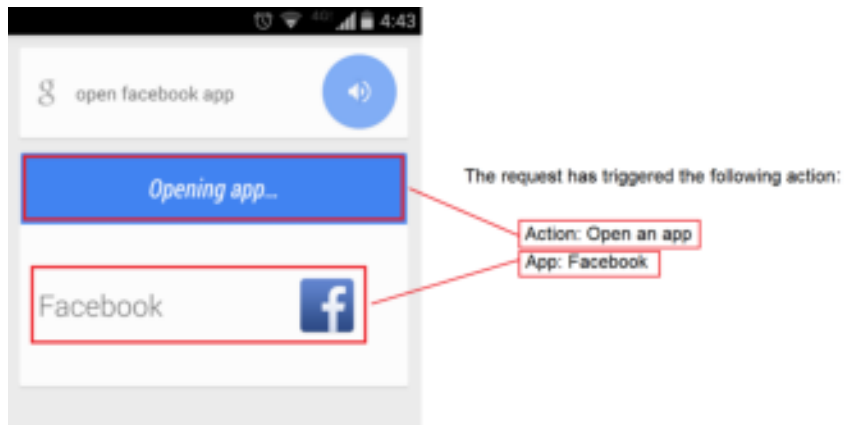 4G 4:43
g open facebook app
Opening app...
The request has triggered the following action:
Action: Open an app
App: Facebook
Facebook
f